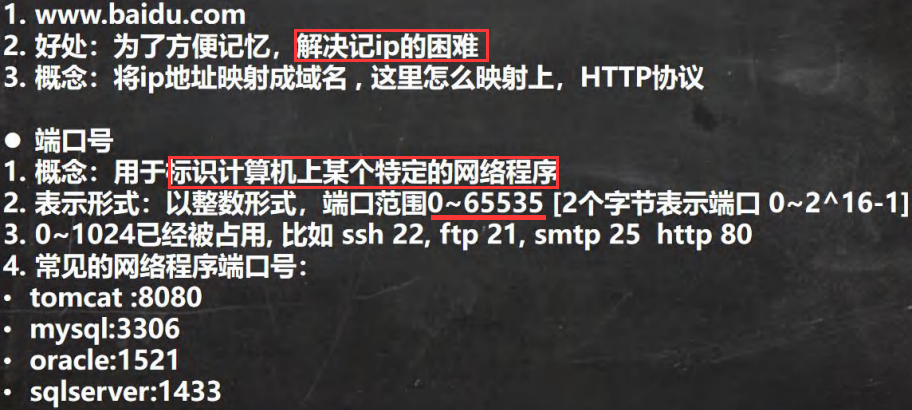 1. www.baidu.com
2. 好处：为了方便记忆，解决记ip的困难
3. 概念：将ip地址映射成域名，这里怎么映射上，HTTP协议
● 端口号
1. 概念：用于标识计算机上某个特定的网络程序
2. 表示形式：以整数形式，端口范围0~65535 [2个字节表示端口 0~2^16-1]
3. 0~1024已经被占用, 比如 ssh 22, ftp 21, smtp 25 http 80
4. 常见的网络程序端口号：
• tomcat :8080
• mysql:3306
• oracle:1521
• sqlserver:1433